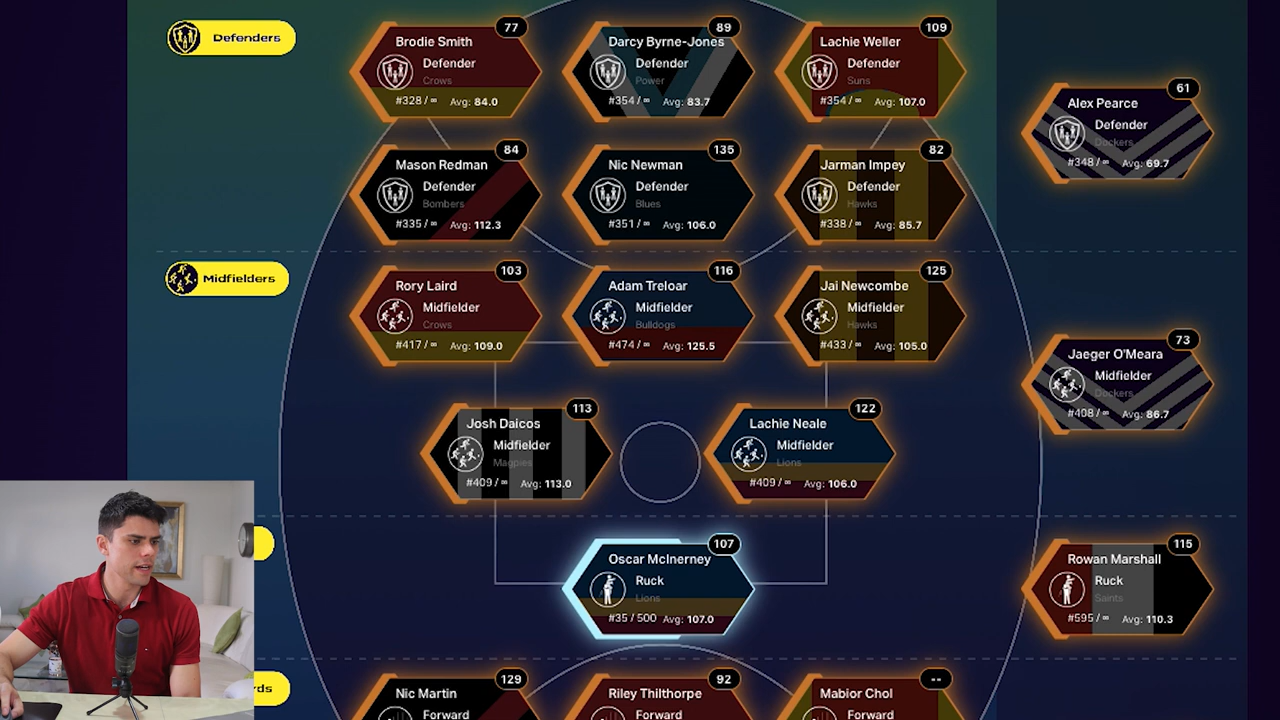 Defenders
77
Brodie Smith
Defender
Crows
#328 / ∞ Avg: 84.0
89
Darcy Byrne-Jones
Defender
Power
#354 / ∞ Avg: 83.7
109
Lachie Weller
Defender
Suns
#354 / ∞ Avg: 107.0
61
Alex Pearce
Defender
Dockers
#348 / ∞ Avg: 69.7
84
Mason Redman
Defender
Bombers
#335 / ∞ Avg: 112.3
135
Nic Newman
Defender
Blues
#351 / ∞ Avg: 106.0
82
Jarman Impey
Defender
Hawks
#338 / ∞ Avg: 85.7
Midfielders
103
Rory Laird
Midfielder
Crows
#417 / ∞ Avg: 109.0
116
Adam Treloar
Midfielder
Bulldogs
#474 / ∞ Avg: 125.5
125
Jai Newcombe
Midfielder
Hawks
#433 / ∞ Avg: 105.0
73
Jaeger O'Meara
Midfielder
Dockers
#408 / ∞ Avg: 86.7
113
Josh Daicos
Midfielder
Magpies
#409 / ∞ Avg: 113.0
122
Lachie Neale
Midfielder
Lions
#409 / ∞ Avg: 106.0
107
Oscar McInerney
Ruck
Lions
#35 / 500 Avg: 107.0
115
Rowan Marshall
Ruck
Saints
#595 / ∞ Avg: 110.3
rds
129
Nic Martin
Forward
92
Riley Thilthorpe
Forward
--
Mabior Chol
Forward